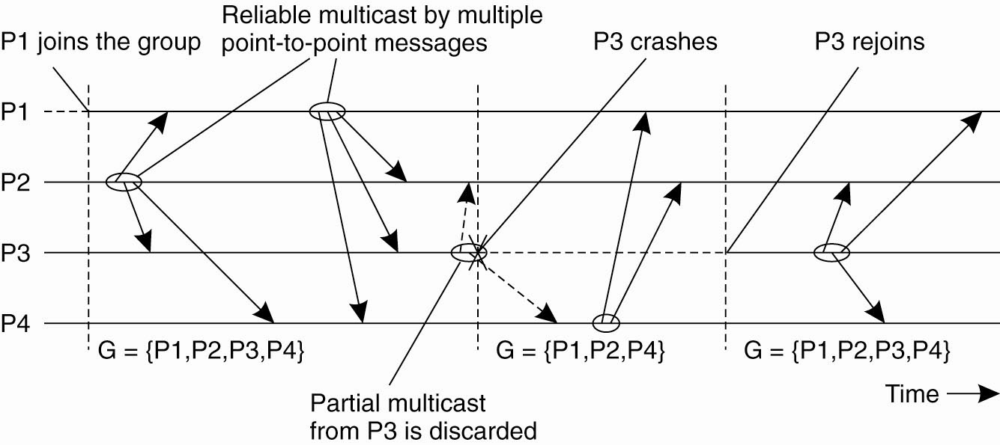 Reliable multicast by multiple
point-to-point messages
P1 joins the group
P3 crashes
P3 rejoins
P1
P2
P3
P4
G = {P1,P2,P3,P4}
G = {P1,P2,P4}
G = {P1,P2,P3,P4}
Time
Partial multicast
from P3 is discarded